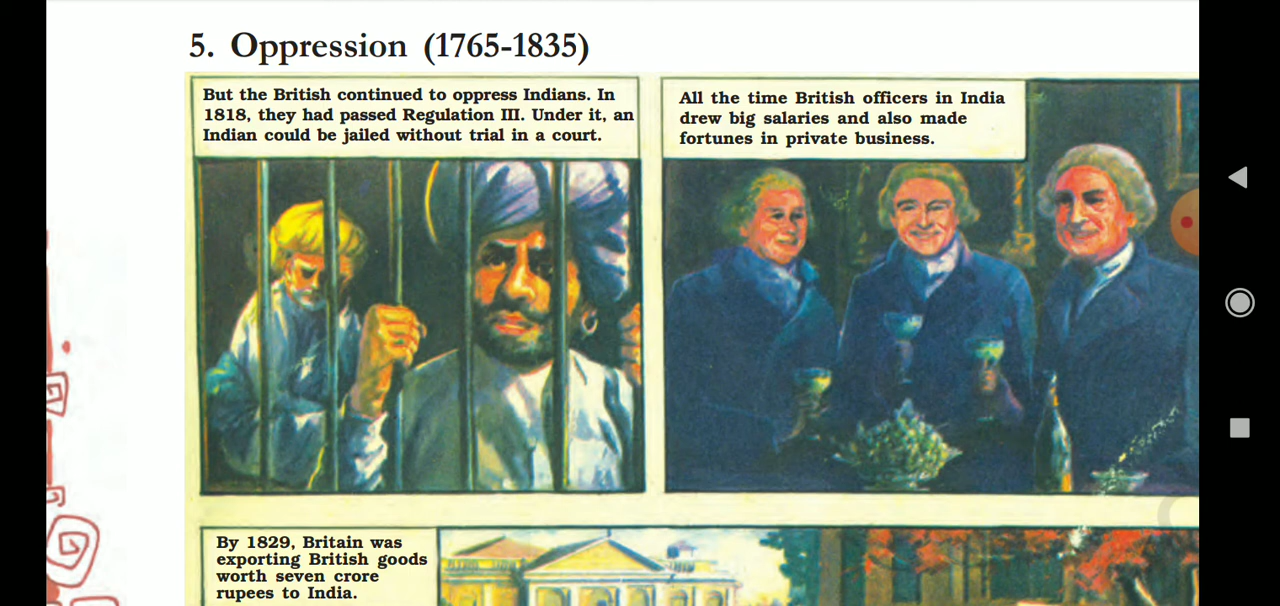 5. Oppression (1765-1835)
But the British continued to oppress Indians. In
1818, they had passed Regulation III. Under it, an
Indian could be jailed without trial in a court.
All the time British officers in India
drew big salaries and also made
fortunes in private business.
By 1829, Britain was
exporting British goods
worth seven crore
rupees to India.